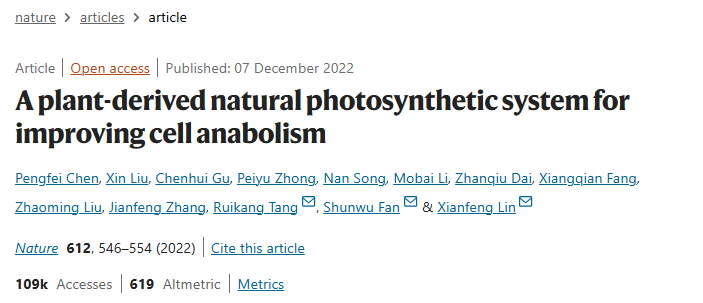 nature > articles > article
Article | Open access | Published: 07 December 2022
A plant-derived natural photosynthetic system for
improving cell anabolism
Pengfei Chen, Xin Liu, Chenhui Gu, Peiyu Zhong, Nan Song, Mobai Li, Zhanqiu Dai, Xiangqian Fang,
Zhaoming Liu, Jianfeng Zhang, Ruikang Tang, Shunwu Fan & Xianfeng Lin
Nature 612, 546–554 (2022) | Cite this article
109k Accesses | 619 Altmetric | Metrics